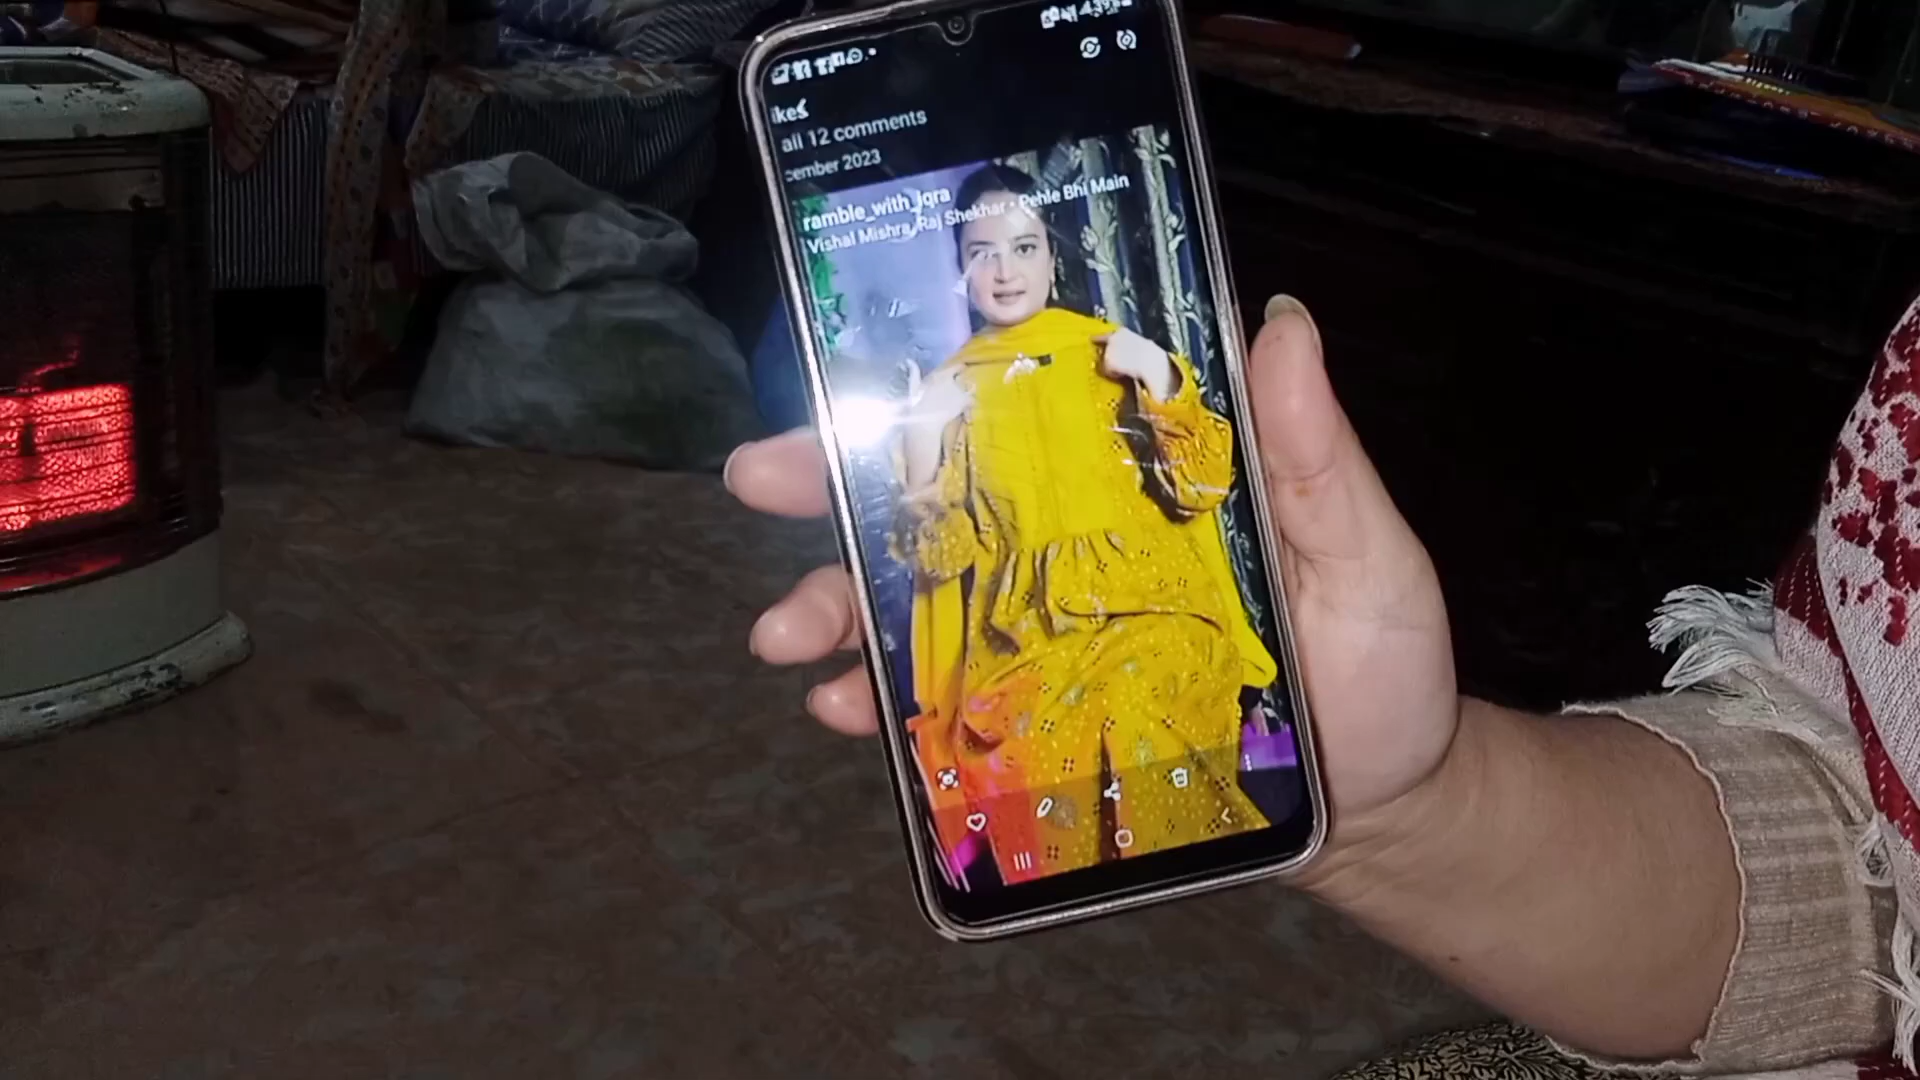 ikes
all 12 comments
cember 2023
ramble_with_iqra
Vishal Mishra, Raj Shekhar • Pehle Bhi Main